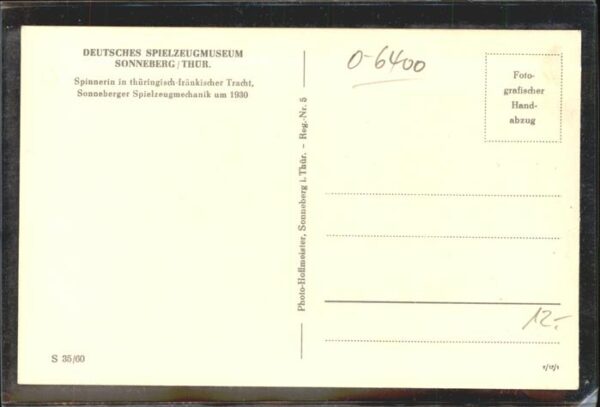 DEUTSCHES SPIELZEUGMUSEUM
SONNEBERG/THÜR.
Spinnerin in thüringisch-fränkischer Tracht,
Sonneberger Spielzeugmechanik um 1930
0-6400
Foto-
grafischer
Hand-
abzug
Photo-Hoffmeister, Sonneberg i. Thür. – Reg.-Nr. 5
12.-
S 35/60